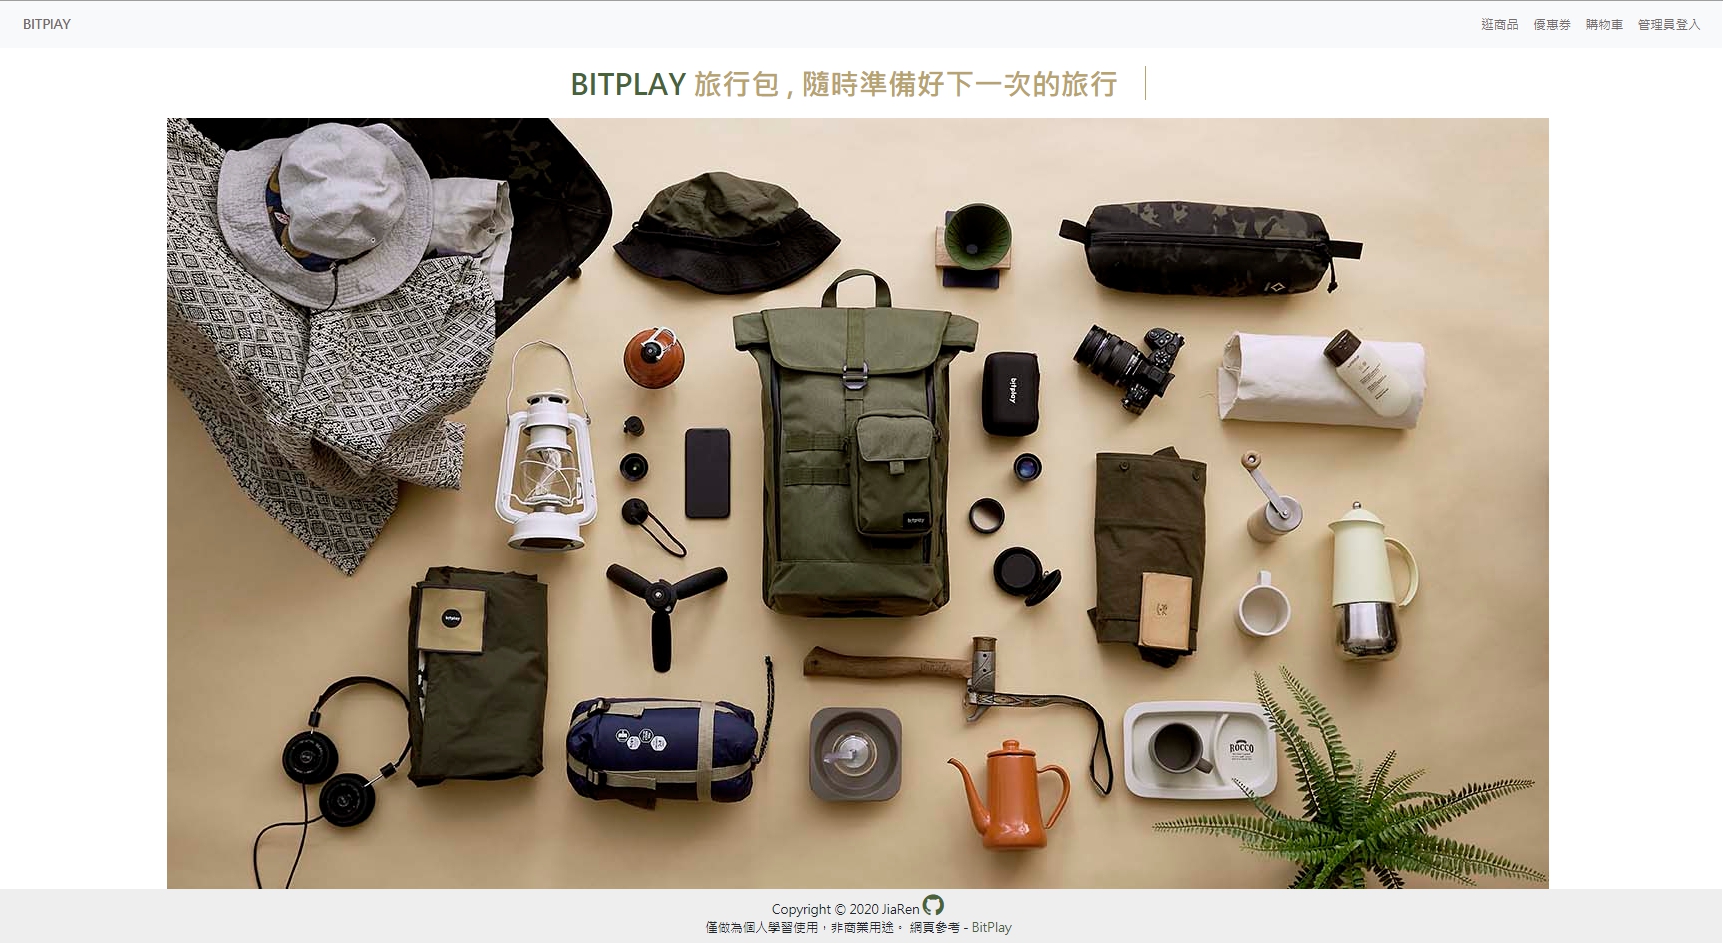 BITPlAY
逛商品 優惠券 購物車 管理員登入
BITPLAY 旅行包 , 隨時準備好下一次的旅行
bitplay
bitplay
bitplay
ROCCO
Copyright © 2020 JiaRen
僅做為個人學習使用，非商業用途。 網頁參考 - BitPlay